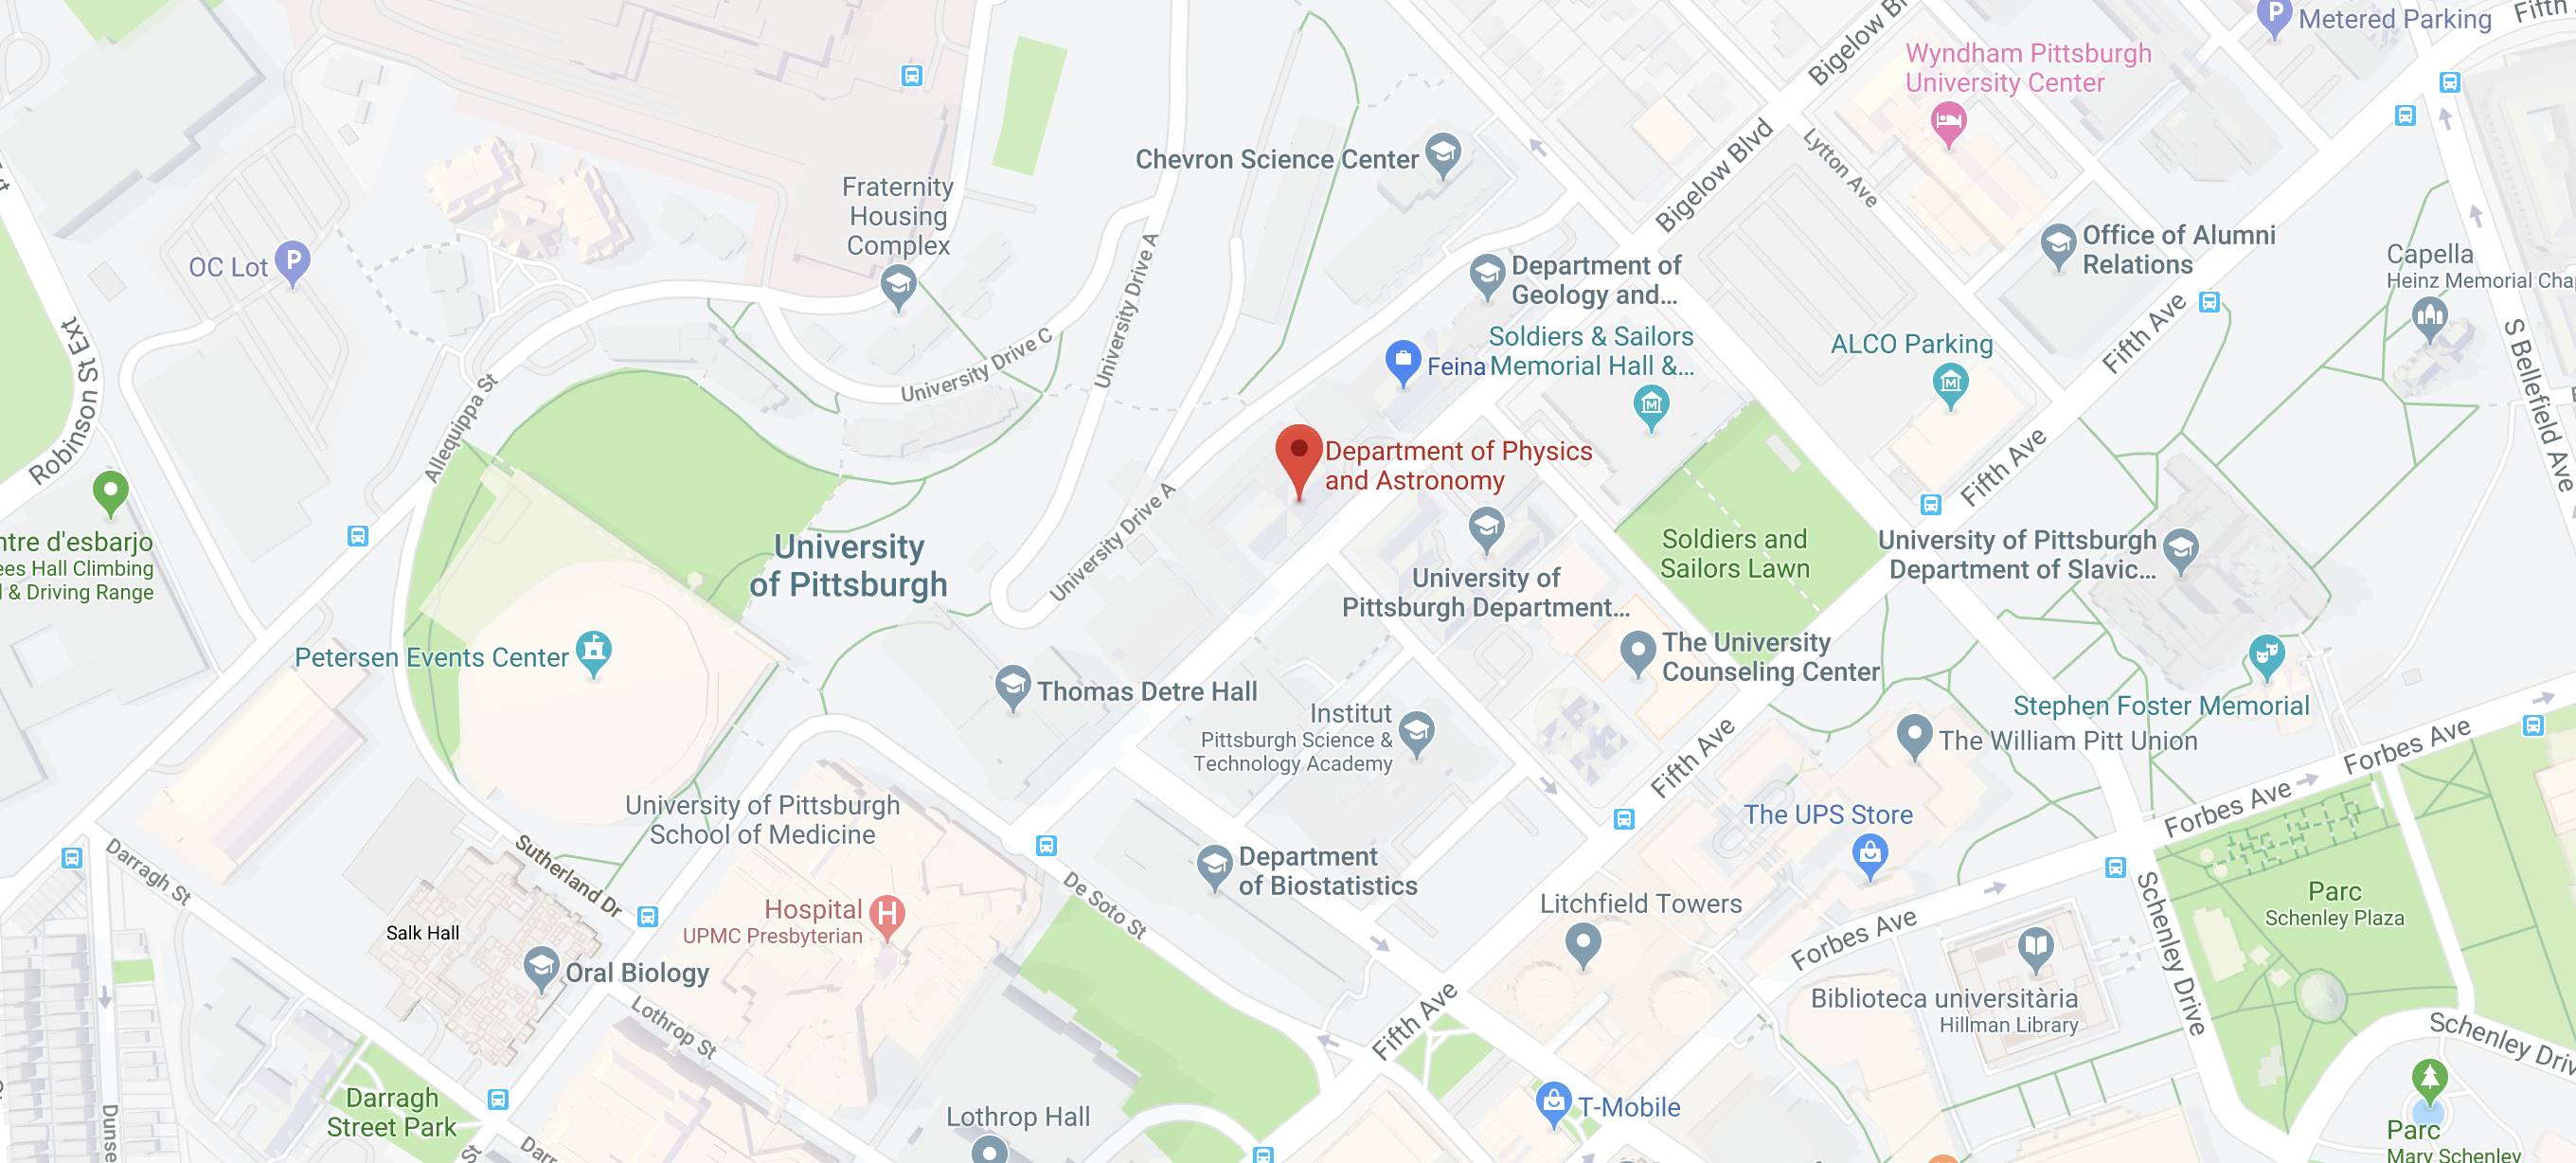 Metered Parking
Fifth
Bigelow Bl
Wyndham Pittsburgh
University Center
Bigelow Blvd
Lytton Ave
Chevron Science Center
Fraternity
Housing
Complex
OC Lot
University Drive A
Department of
Geology and...
Office of Alumni
Relations
Capella
Heinz Memorial Cha
Fifth Ave
S Bellefield Ave
Robinson St Ext
Allequippa St
University Drive C
Feina
Soldiers & Sailors
Memorial Hall &...
ALCO Parking
Department of Physics
and Astronomy
Fifth Ave
University Drive A
ntre d'esbarjo
ees Hall Climbing
l & Driving Range
University
of Pittsburgh
University of
Pittsburgh Department...
Soldiers and
Sailors Lawn
University of Pittsburgh
Department of Slavic...
Petersen Events Center
The University
Counseling Center
Thomas Detre Hall
Institut
Pittsburgh Science &
Technology Academy
Stephen Foster Memorial
The William Pitt Union
Fifth Ave
Forbes Ave
Forbes Ave
University of Pittsburgh
School of Medicine
The UPS Store
Darragh St
Sutherland Dr
Department
of Biostatistics
De Soto St
Hospital
UPMC Presbyterian
Salk Hall
Oral Biology
Litchfield Towers
Forbes Ave
Schenley Drive
Parc
Schenley Plaza
Biblioteca universitària
Hillman Library
Lothrop St
Fifth Ave
Schenley Driv
Darragh
Street Park
Lothrop Hall
T-Mobile
Dunse
Darr
St
Parc
Mary Schenley